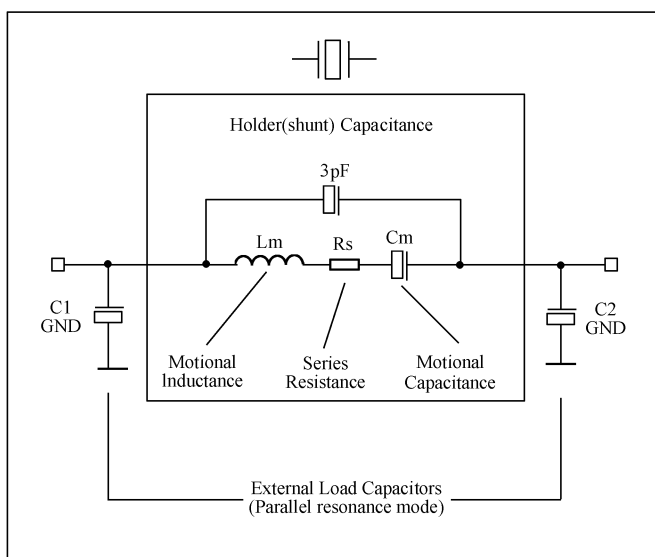 Holder(shunt) Capacitance
3pF
Lm
Rs
Cm
C1
GND
C2
GND
Motional
Inductance
Series
Resistance
Motional
Capacitance
External Load Capacitors
(Parallel resonance mode)